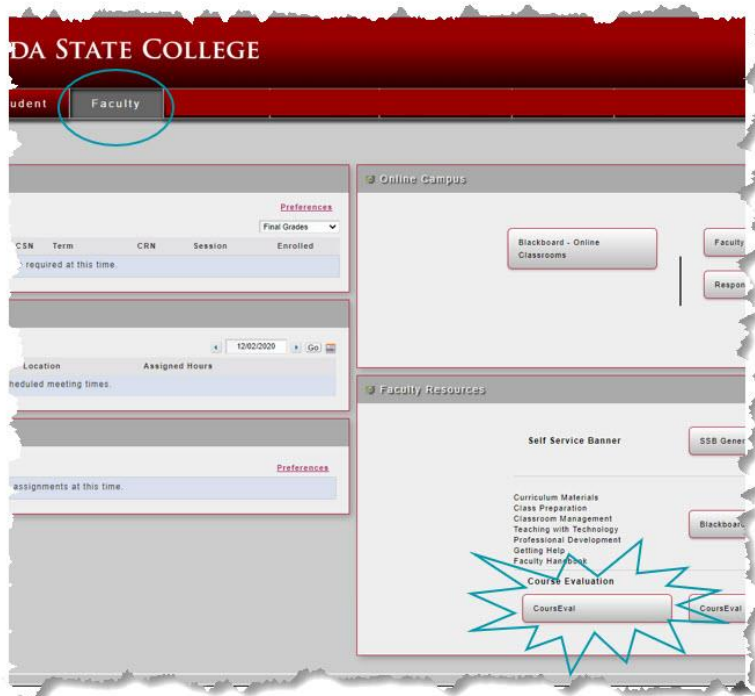 DA STATE COLLEGE
udent Faculty
Preferences
Final Grades
CSN Term CRN Session Enrolled
required at this time.
12/02/2020 Go
Location Assigned Hours
heduled meeting times.
Preferences
assignments at this time.
Online Campus
Blackboard - Online
Classrooms
Faculty
Respon
Faculty Resources
Self Service Banner
SSB Gener
Curriculum Materials
Class Preparation
Classroom Management
Teaching with Technology
Professional Development
Getting Help
Faculty Handbook
Blackboard
Course Evaluation
CoursEval
CoursEval